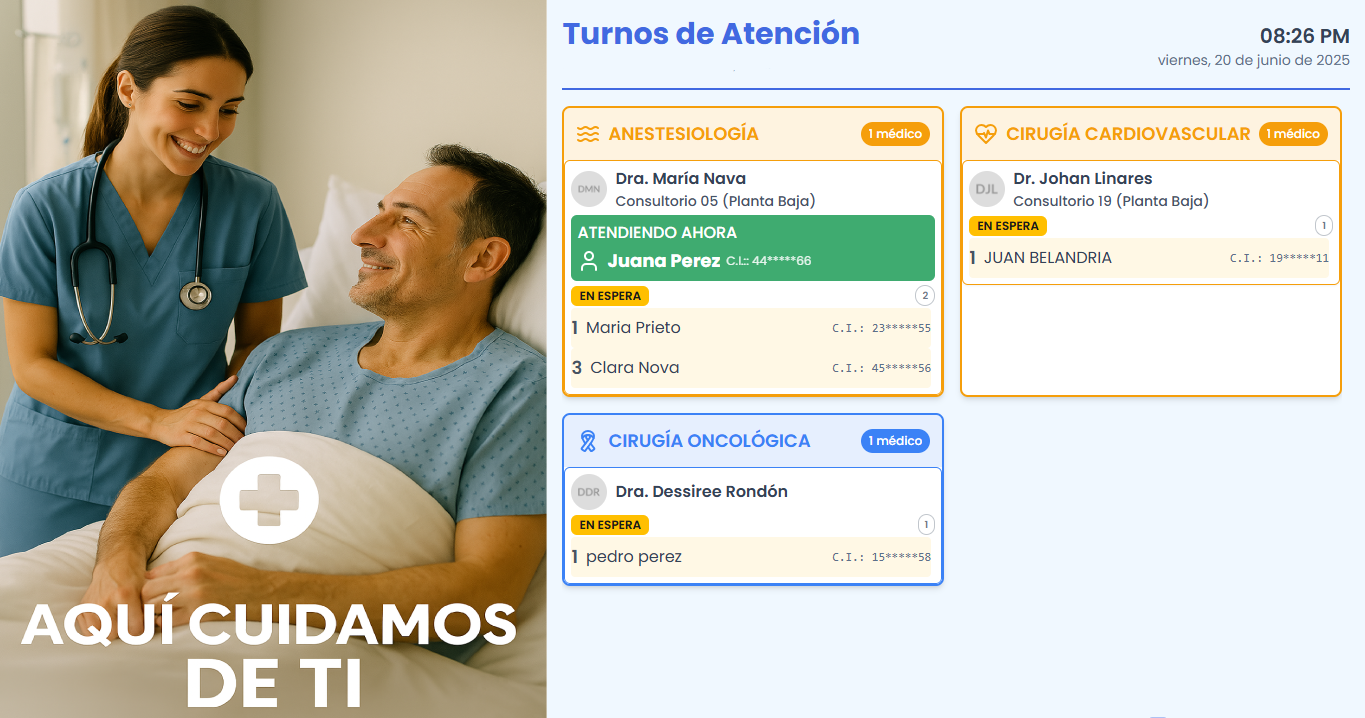 AQUÍ CUIDAMOS
DE TI
Turnos de Atención
08:26 PM
viernes, 20 de junio de 2025
ANESTESIOLOGÍA
1 médico
DMN
Dra. María Nava
Consultorio 05 (Planta Baja)
ATENDIENDO AHORA
Juana Perez C.I.: 44*****66
EN ESPERA
2
1 Maria Prieto C.I.: 23*****55
3 Clara Nova C.I.: 45*****56
CIRUGÍA CARDIOVASCULAR
1 médico
DJL
Dr. Johan Linares
Consultorio 19 (Planta Baja)
EN ESPERA
1
1 JUAN BELANDRIA C.I.: 19*****11
CIRUGÍA ONCOLÓGICA
1 médico
DDR
Dra. Dessiree Rondón
EN ESPERA
1
1 pedro perez C.I.: 15*****58